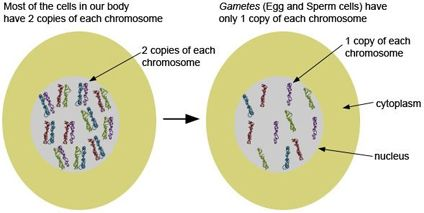 Most of the cells in our body
have 2 copies of each chromosome
Gametes (Egg and Sperm cells) have
only 1 copy of each chromosome
2 copies of each
chromosome
1 copy of each
chromosome
cytoplasm
nucleus